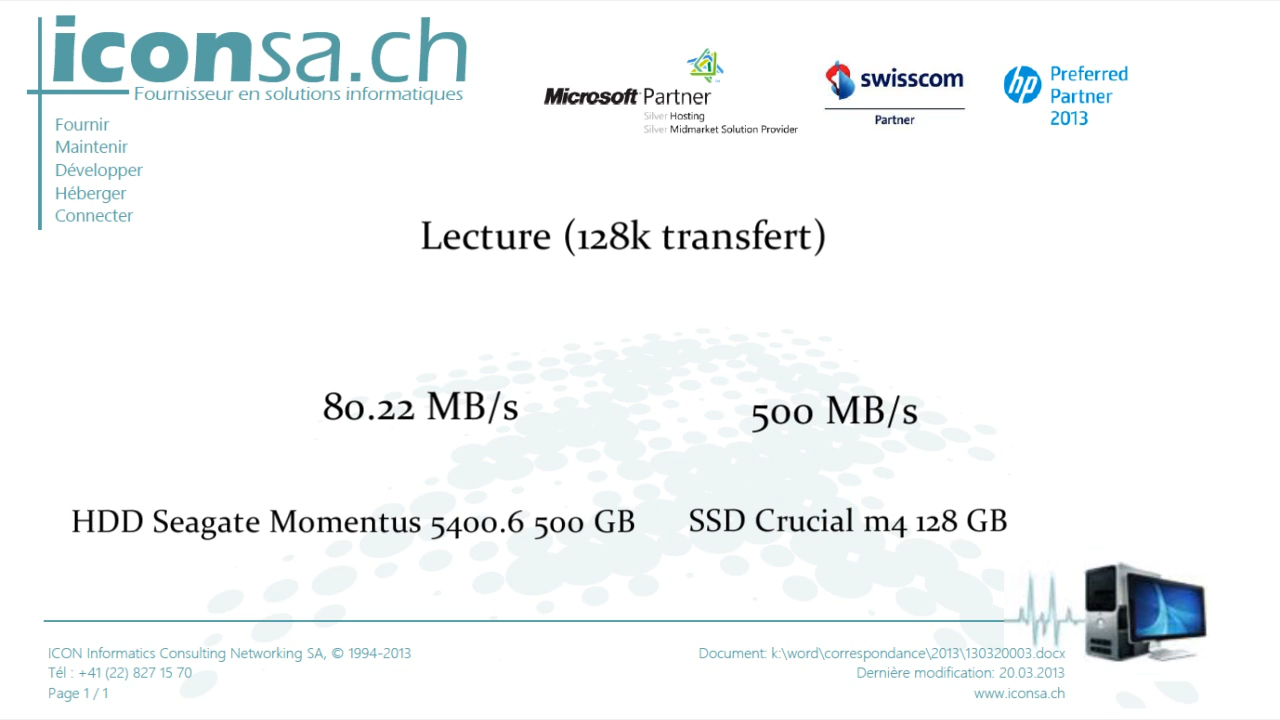 iconsa.ch
Fournisseur en solutions informatiques
Fournir
Maintenir
Développer
Héberger
Connecter
Microsoft Partner
Silver Hosting
Silver Midmarket Solution Provider
swisscom
Partner
hp
Preferred
Partner
2013
Lecture (128k transfert)
80.22 MB/s
500 MB/s
HDD Seagate Momentus 5400.6 500 GB
SSD Crucial m4 128 GB
ICON Informatics Consulting Networking SA, © 1994-2013
Tél : +41 (22) 827 15 70
Page 1 / 1
Document: k:\word\correspondance\2013\130320003.docx
Dernière modification: 20.03.2013
www.iconsa.ch